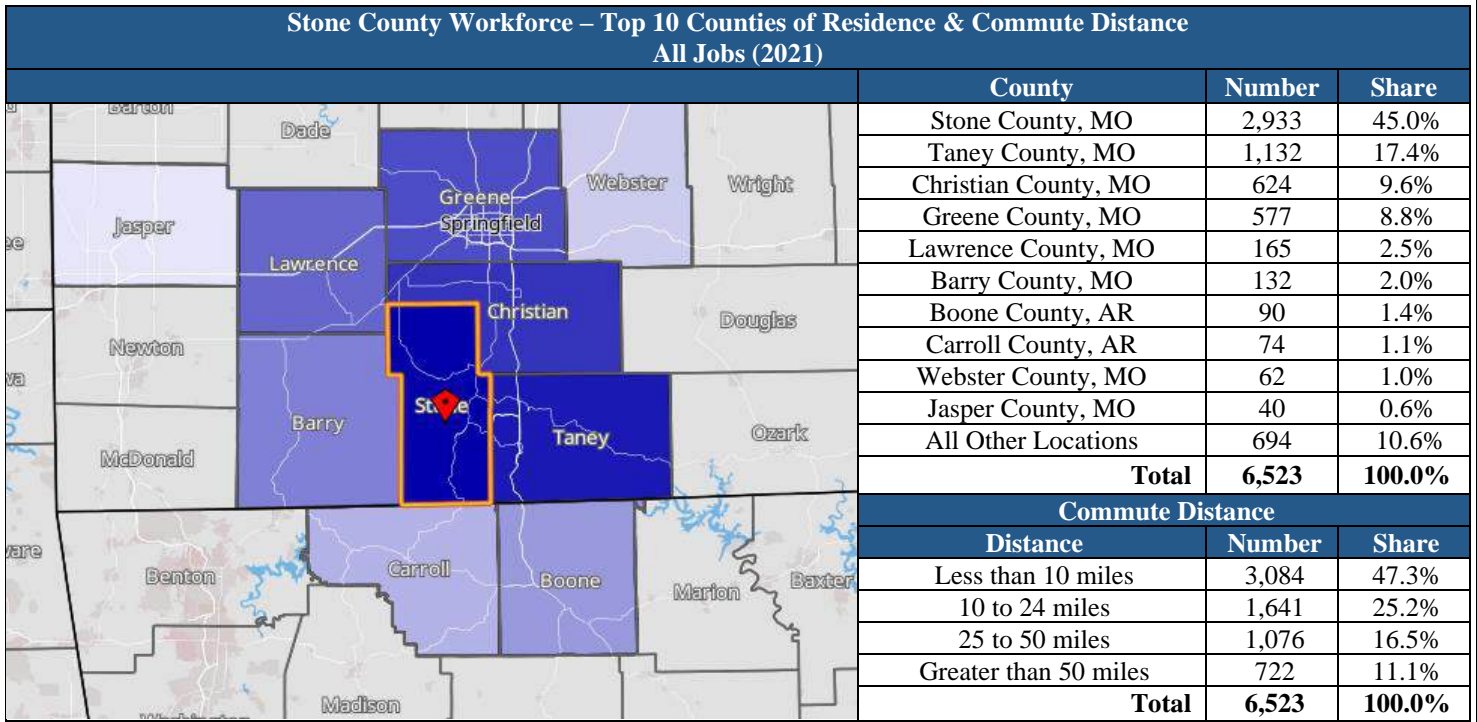 Stone County Workforce – Top 10 Counties of Residence & Commute Distance
All Jobs (2021)
County Number Share
Stone County, MO 2,933 45.0%
Taney County, MO 1,132 17.4%
Christian County, MO 624 9.6%
Greene County, MO 577 8.8%
Lawrence County, MO 165 2.5%
Barry County, MO 132 2.0%
Boone County, AR 90 1.4%
Carroll County, AR 74 1.1%
Webster County, MO 62 1.0%
Jasper County, MO 40 0.6%
All Other Locations 694 10.6%
Total 6,523 100.0%
Commute Distance
Distance Number Share
Less than 10 miles 3,084 47.3%
10 to 24 miles 1,641 25.2%
25 to 50 miles 1,076 16.5%
Greater than 50 miles 722 11.1%
Total 6,523 100.0%
Barton
Dade
Webster
Wright
Greene
Springfield
Jasper
Lawrence
Christian
Douglas
Newton
Barry
Taney
Ozark
McDonald
Carroll
Benton
Boone
Marion
Baxter
Madison